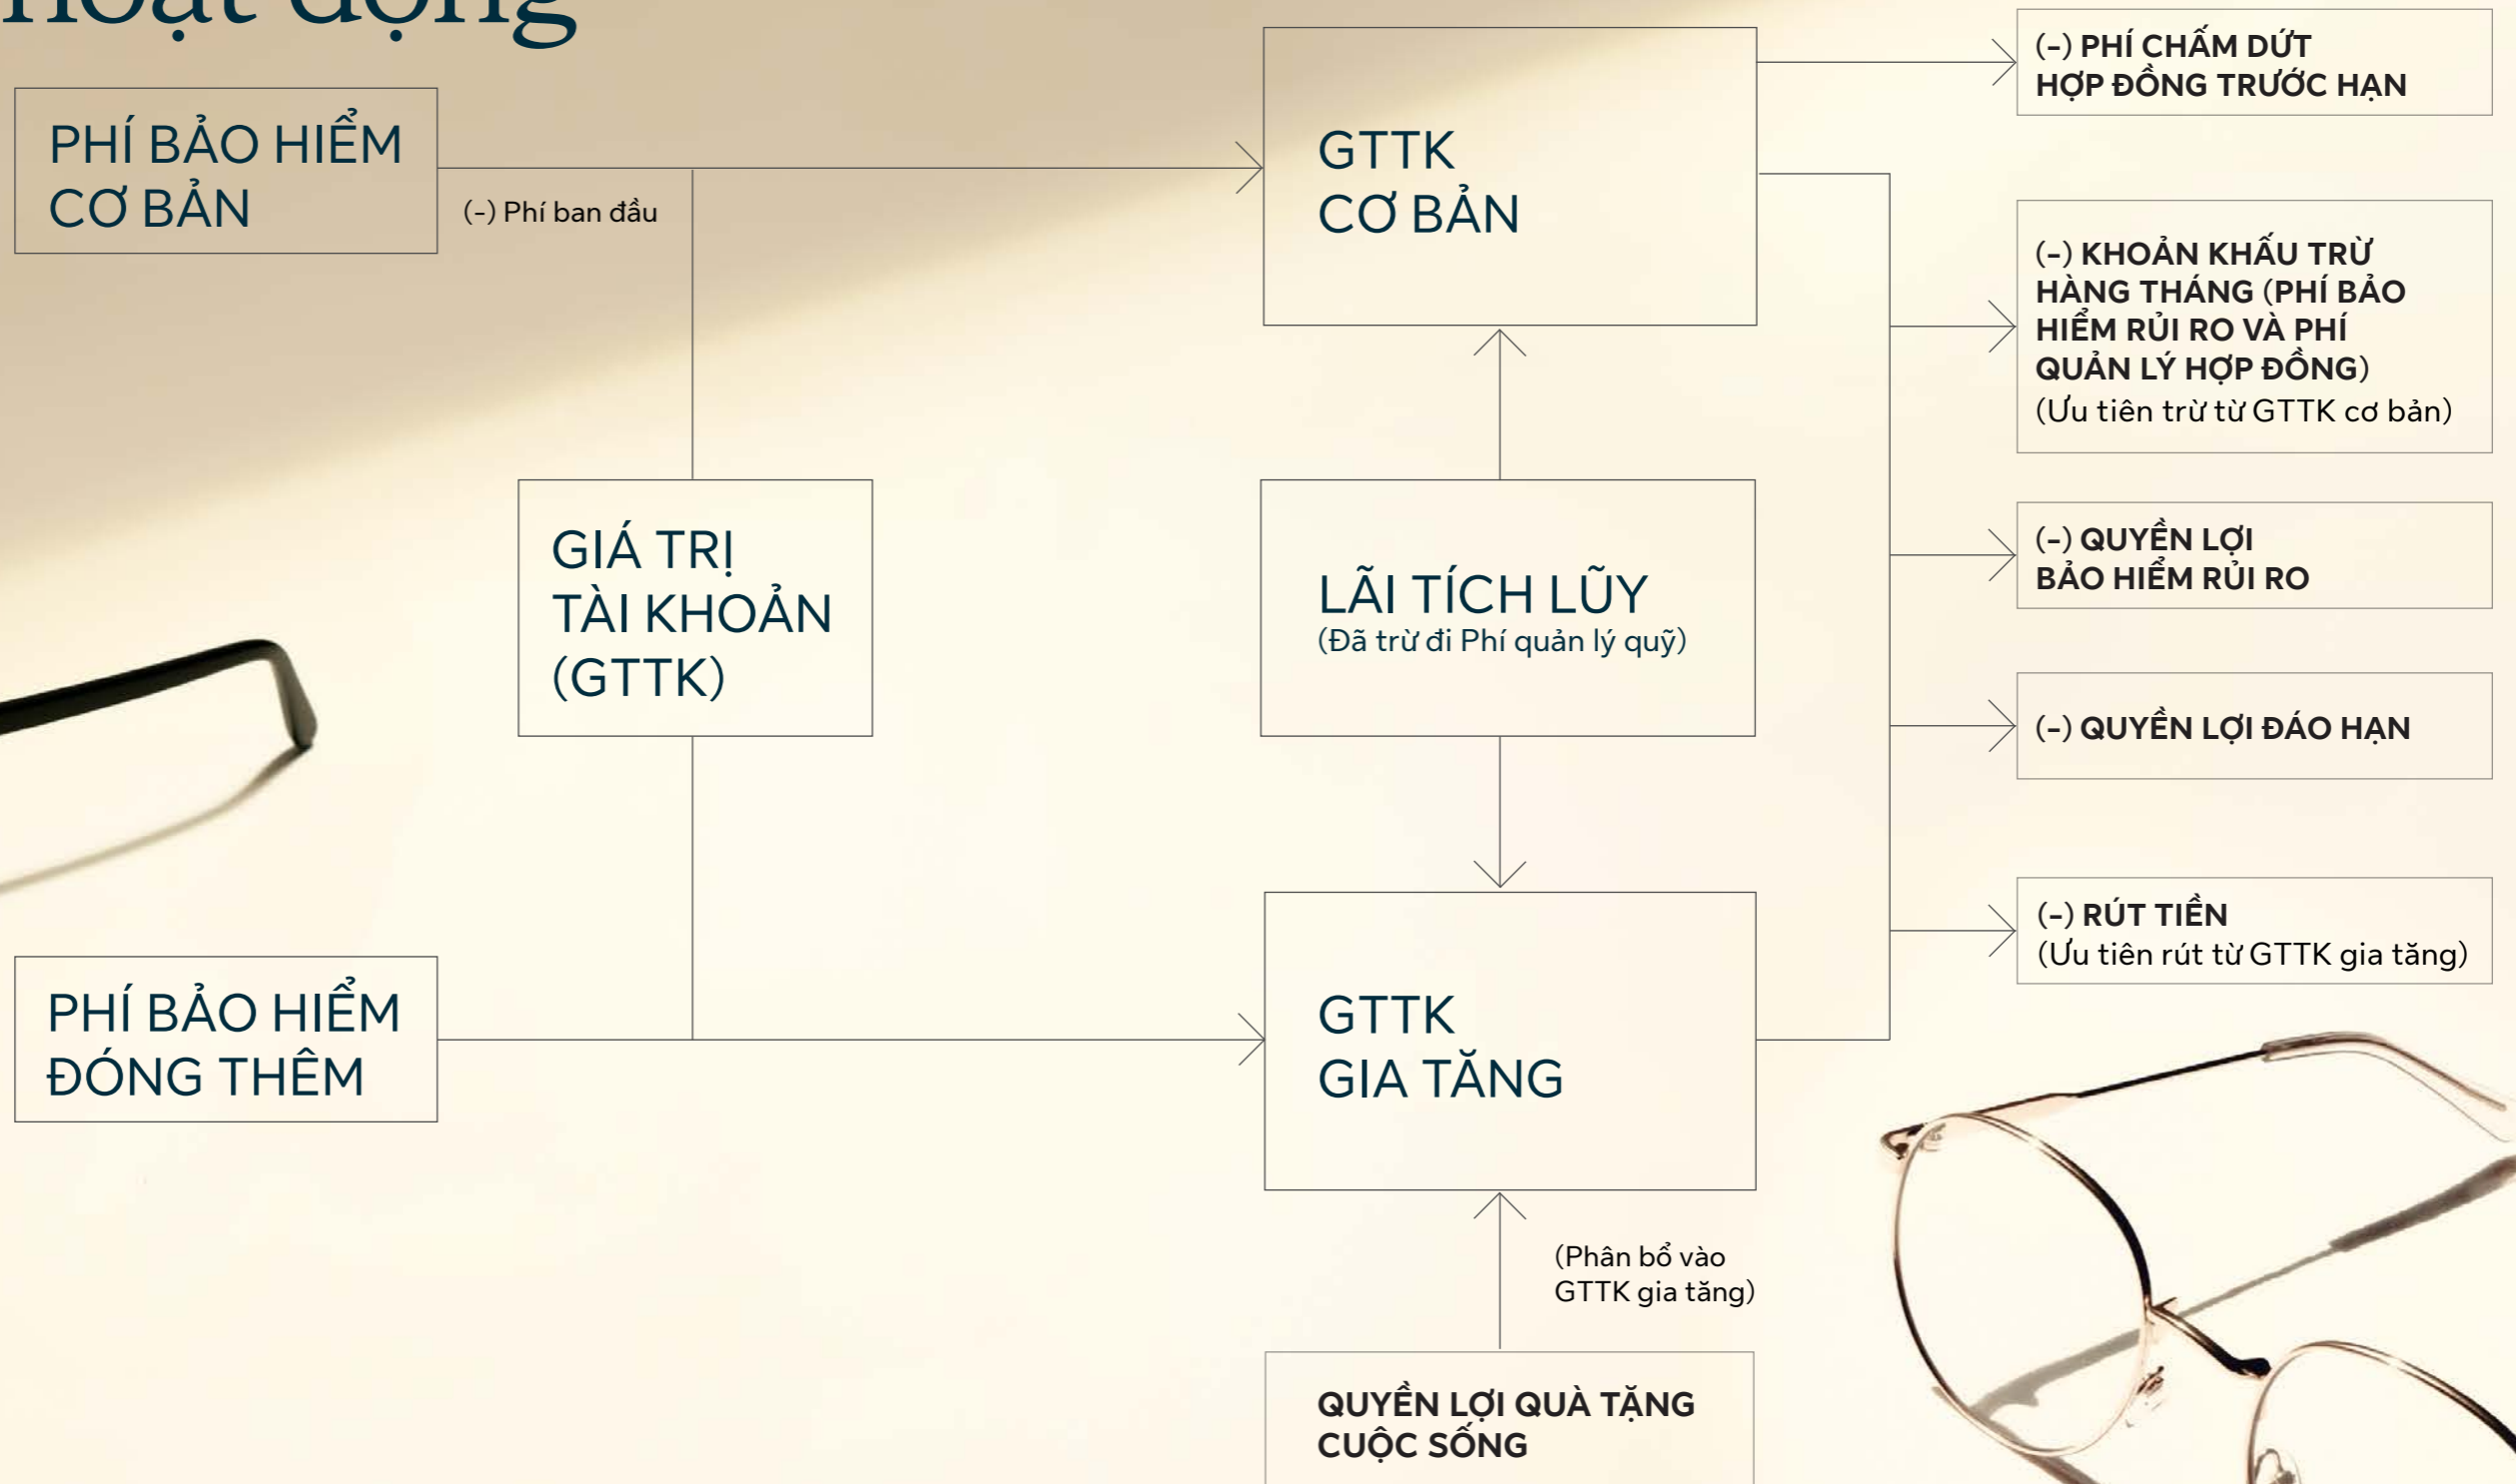 hoạt động
PHÍ BẢO HIỂM
CƠ BẢN
(-) Phí ban đầu
GTTK
CƠ BẢN
(-) PHÍ CHẤM DỨT
HỢP ĐỒNG TRƯỚC HẠN
(-) KHOẢN KHẤU TRỪ
HÀNG THÁNG (PHÍ BẢO
HIỂM RỦI RO VÀ PHÍ
QUẢN LÝ HỢP ĐỒNG)
(Ưu tiên trừ từ GTTK cơ bản)
GIÁ TRỊ
TÀI KHOẢN
(GTTK)
LÃI TÍCH LŨY
(Đã trừ đi Phí quản lý quỹ)
(-) QUYỀN LỢI
BẢO HIỂM RỦI RO
(-) QUYỀN LỢI ĐÁO HẠN
(-) RÚT TIỀN
(Ưu tiên rút từ GTTK gia tăng)
PHÍ BẢO HIỂM
ĐÓNG THÊM
GTTK
GIA TĂNG
(Phân bổ vào
GTTK gia tăng)
QUYỀN LỢI QUÀ TẶNG
CUỘC SỐNG